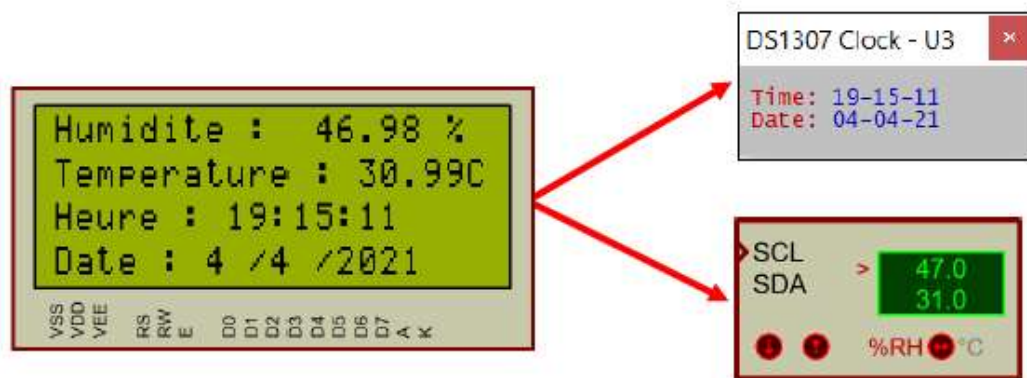 Humidite :  46.98 %
Temperature : 30.99C
Heure : 19:15:11
Date : 4 /4 /2021
VSS VDD VEE RS RW E D0 D1 D2 D3 D4 D5 D6 D7 A K
DS1307 Clock - U3
Time: 19-15-11
Date: 04-04-21
SCL
SDA
>
47.0
31.0
%RH °C